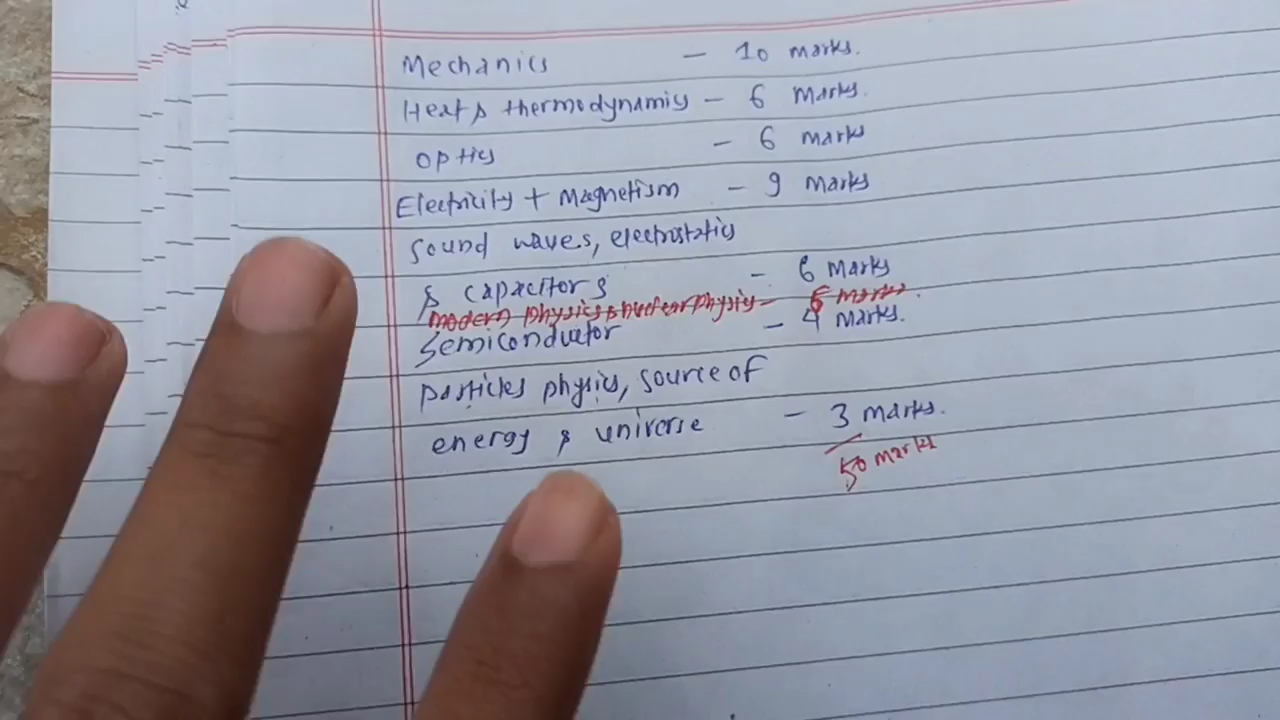 Mechanics - 10 marks.
Heat & thermodynamics - 6 marks.
Optics - 6 marks
Electricity + Magnetism - 9 marks
Sound waves, electrostatics
& capacitors - 6 marks
modern physics & nuclear physics - 6 marks.
Semiconductor - 4 marks.
particles physics, source of
energy & universe - 3 marks.
50 marks